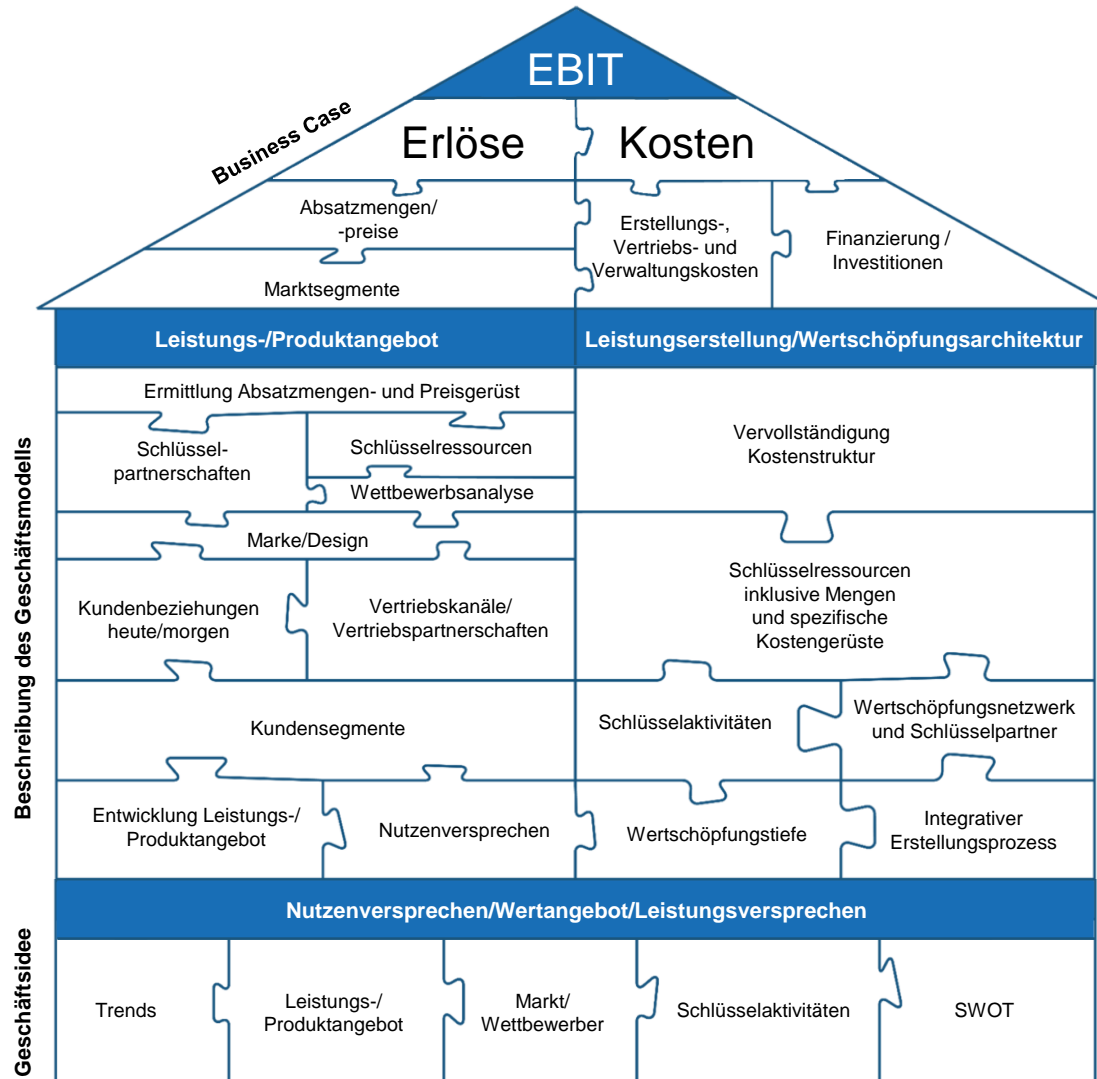 EBIT
Business Case
Erlöse
Kosten
Absatzmengen/
-preise
Marktsegmente
Erstellungs-,
Vertriebs- und
Verwaltungskosten
Finanzierung /
Investitionen
Leistungs-/Produktangebot
Leistungserstellung/Wertschöpfungsarchitektur
Beschreibung des Geschäftsmodells
Ermittlung Absatzmengen- und Preisgerüst
Schlüssel-
partnerschaften
Schlüsselressourcen
Wettbewerbsanalyse
Marke/Design
Kundenbeziehungen
heute/morgen
Vertriebskanäle/
Vertriebspartnerschaften
Kundensegmente
Entwicklung Leistungs-/
Produktangebot
Nutzenversprechen
Vervollständigung
Kostenstruktur
Schlüsselressourcen
inklusive Mengen
und spezifische
Kostengerüste
Schlüsselaktivitäten
Wertschöpfungsnetzwerk
und Schlüsselpartner
Wertschöpfungstiefe
Integrativer
Erstellungsprozess
Geschäftsidee
Nutzenversprechen/Wertangebot/Leistungsversprechen
Trends
Leistungs-/
Produktangebot
Markt/
Wettbewerber
Schlüsselaktivitäten
SWOT